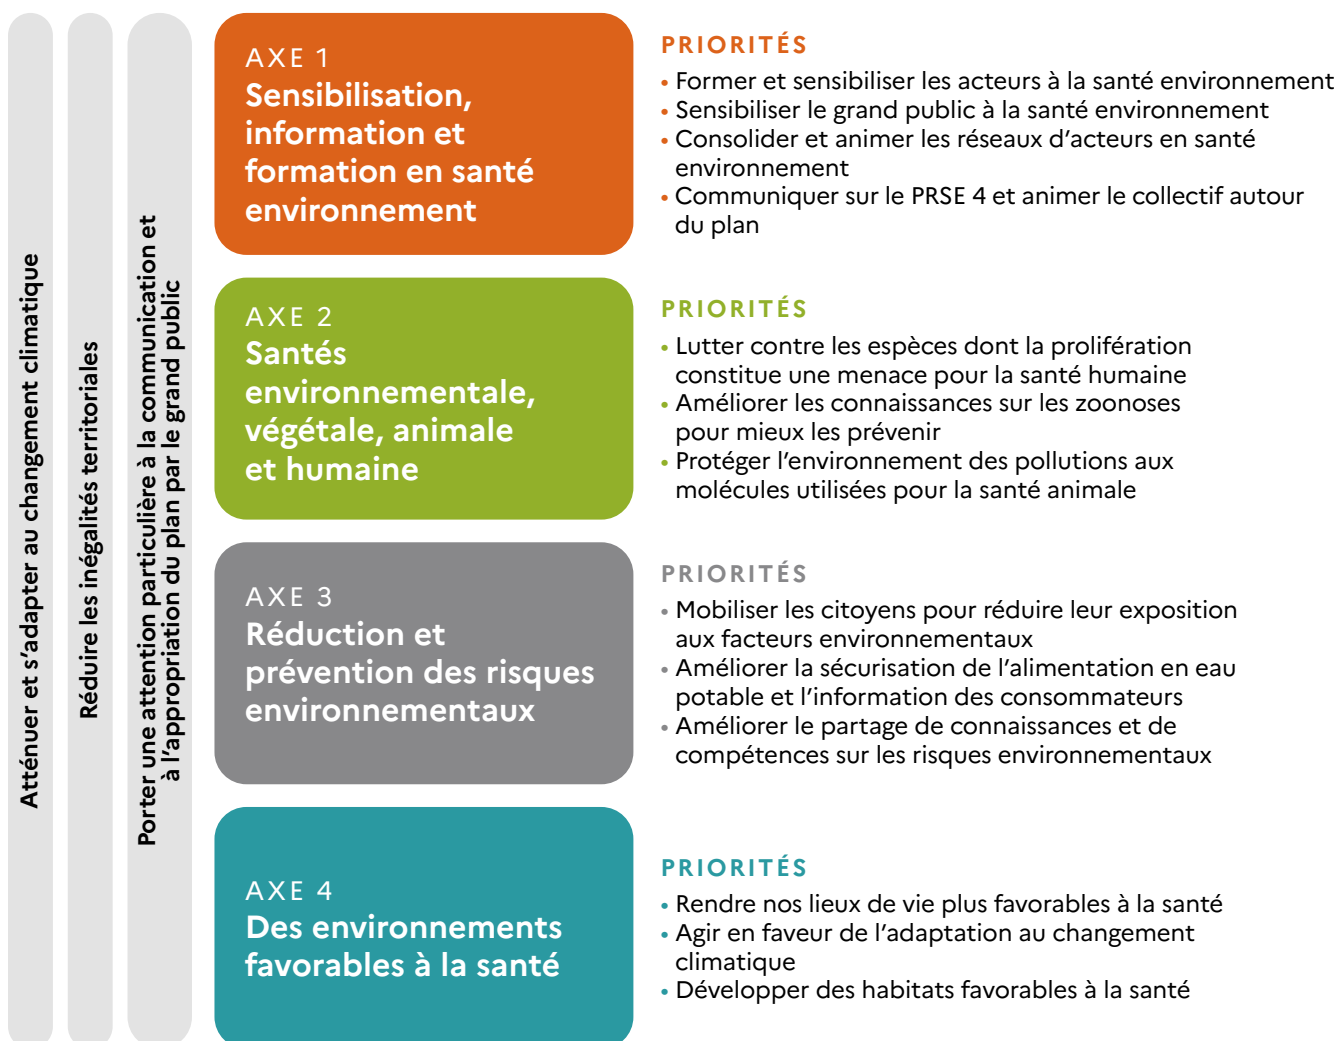 Atténuer et s’adapter au changement climatique
Réduire les inégalités territoriales
Porter une attention particulière à la communication et
à l’appropriation du plan par le grand public
AXE 1
Sensibilisation,
information et
formation en santé
environnement
PRIORITÉS
• Former et sensibiliser les acteurs à la santé environnement
• Sensibiliser le grand public à la santé environnement
• Consolider et animer les réseaux d’acteurs en santé
environnement
• Communiquer sur le PRSE 4 et animer le collectif autour
du plan
AXE 2
Santés
environnementale,
végétale, animale
et humaine
PRIORITÉS
• Lutter contre les espèces dont la prolifération
constitue une menace pour la santé humaine
• Améliorer les connaissances sur les zoonoses
pour mieux les prévenir
• Protéger l’environnement des pollutions aux
molécules utilisées pour la santé animale
AXE 3
Réduction et
prévention des risques
environnementaux
PRIORITÉS
• Mobiliser les citoyens pour réduire leur exposition
aux facteurs environnementaux
• Améliorer la sécurisation de l’alimentation en eau
potable et l’information des consommateurs
• Améliorer le partage de connaissances et de
compétences sur les risques environnementaux
AXE 4
Des environnements
favorables à la santé
PRIORITÉS
• Rendre nos lieux de vie plus favorables à la santé
• Agir en faveur de l’adaptation au changement
climatique
• Développer des habitats favorables à la santé